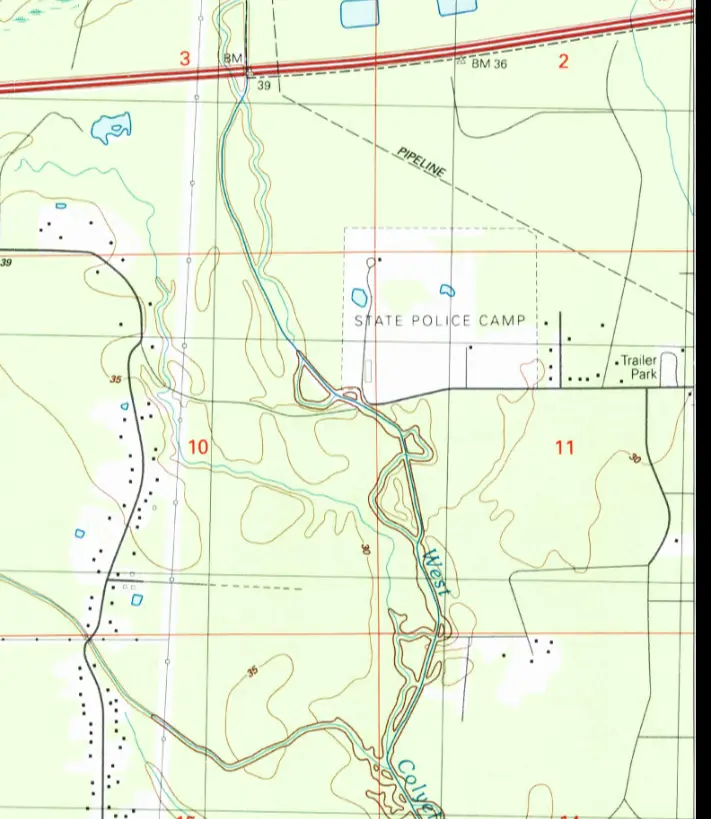 3
BM
39
BM 36
2
PIPELINE
39
STATE POLICE CAMP
Trailer
Park
35
10
11
30
30
West
35
Colyel